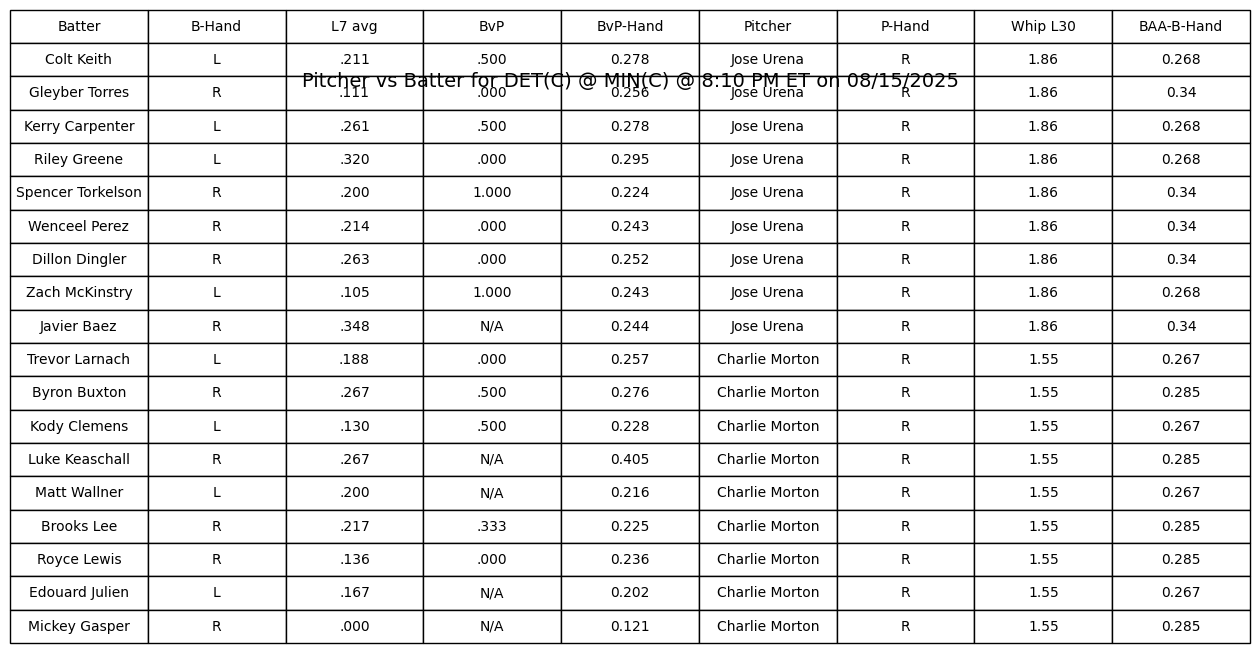 Batter B-Hand L7 avg BvP BvP-Hand Pitcher P-Hand Whip L30 BAA-B-Hand
Colt Keith L .211 .500 0.278 Jose Urena R 1.86 0.268
Pitcher vs Batter for DET(C) @ MIN(C) @ 8:10 PM ET on 08/15/2025
Gleyber Torres R .111 .000 0.256 Jose Urena R 1.86 0.34
Kerry Carpenter L .261 .500 0.278 Jose Urena R 1.86 0.268
Riley Greene L .320 .000 0.295 Jose Urena R 1.86 0.268
Spencer Torkelson R .200 1.000 0.224 Jose Urena R 1.86 0.34
Wenceel Perez R .214 .000 0.243 Jose Urena R 1.86 0.34
Dillon Dingler R .263 .000 0.252 Jose Urena R 1.86 0.34
Zach McKinstry L .105 1.000 0.243 Jose Urena R 1.86 0.268
Javier Baez R .348 N/A 0.244 Jose Urena R 1.86 0.34
Trevor Larnach L .188 .000 0.257 Charlie Morton R 1.55 0.267
Byron Buxton R .267 .500 0.276 Charlie Morton R 1.55 0.285
Kody Clemens L .130 .500 0.228 Charlie Morton R 1.55 0.267
Luke Keaschall R .267 N/A 0.405 Charlie Morton R 1.55 0.285
Matt Wallner L .200 N/A 0.216 Charlie Morton R 1.55 0.267
Brooks Lee R .217 .333 0.225 Charlie Morton R 1.55 0.285
Royce Lewis R .136 .000 0.236 Charlie Morton R 1.55 0.285
Edouard Julien L .167 N/A 0.202 Charlie Morton R 1.55 0.267
Mickey Gasper R .000 N/A 0.121 Charlie Morton R 1.55 0.285